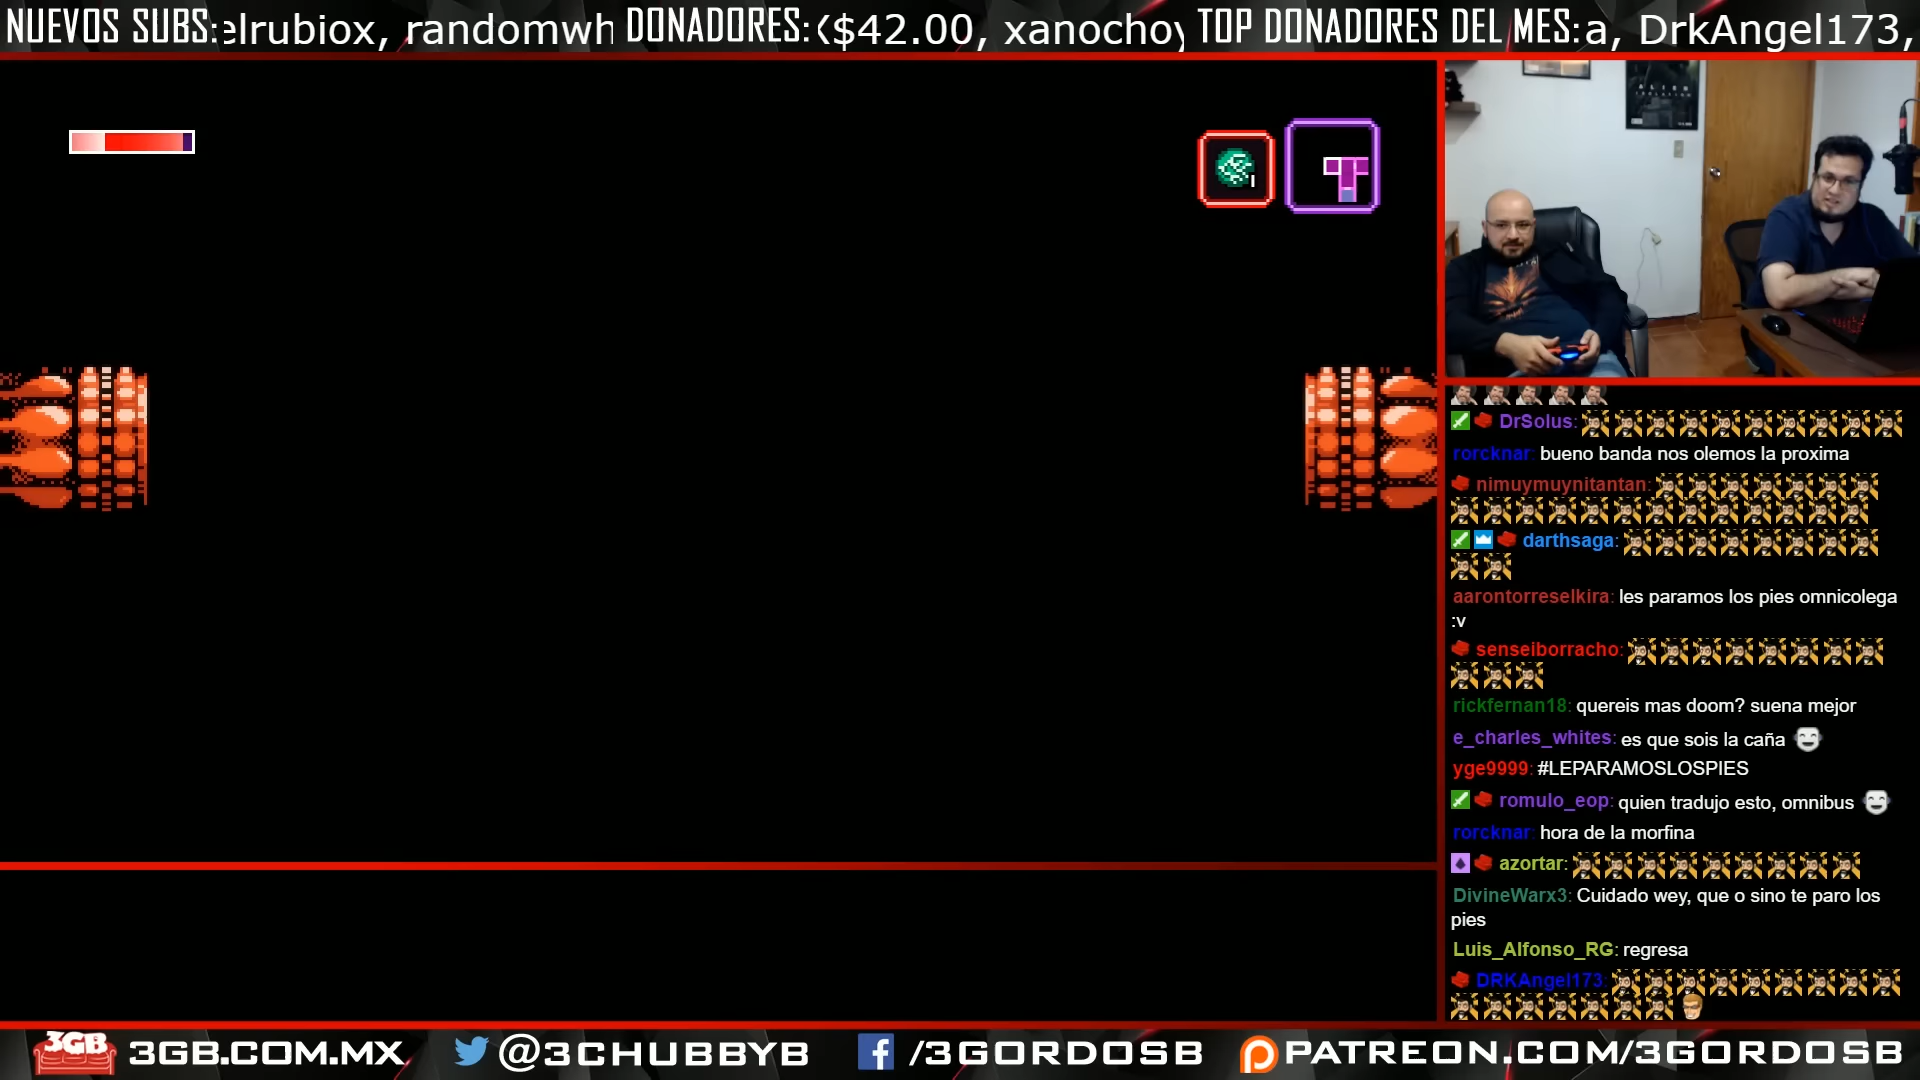 NUEVOS SUBS: elrubiox, randomwh DONADORES: $42.00, xanochoy TOP DONADORES DEL MES: a, DrkAngel173,
ALIEN
DrSolus:
rorcknar: bueno banda nos olemos la proxima
nimuymuynitantan:
darthsaga:
aarontorreselkira: les paramos los pies omnicolega
:v
senseiborracho:
rickfernan18: quereis mas doom? suena mejor
e_charles_whites: es que sois la caña
yge9999: #LEPARAMOSLOSPIES
romulo_eop: quien tradujo esto, omnibus
rorcknar: hora de la morfina
azortar:
DivineWarx3: Cuidado wey, que o sino te paro los
pies
Luis_Alfonso_RG: regresa
DRKAngel173:
3GB 3GB.COM.MX @3CHUBBYB /3GORDOSB PATREON.COM/3GORDOSB